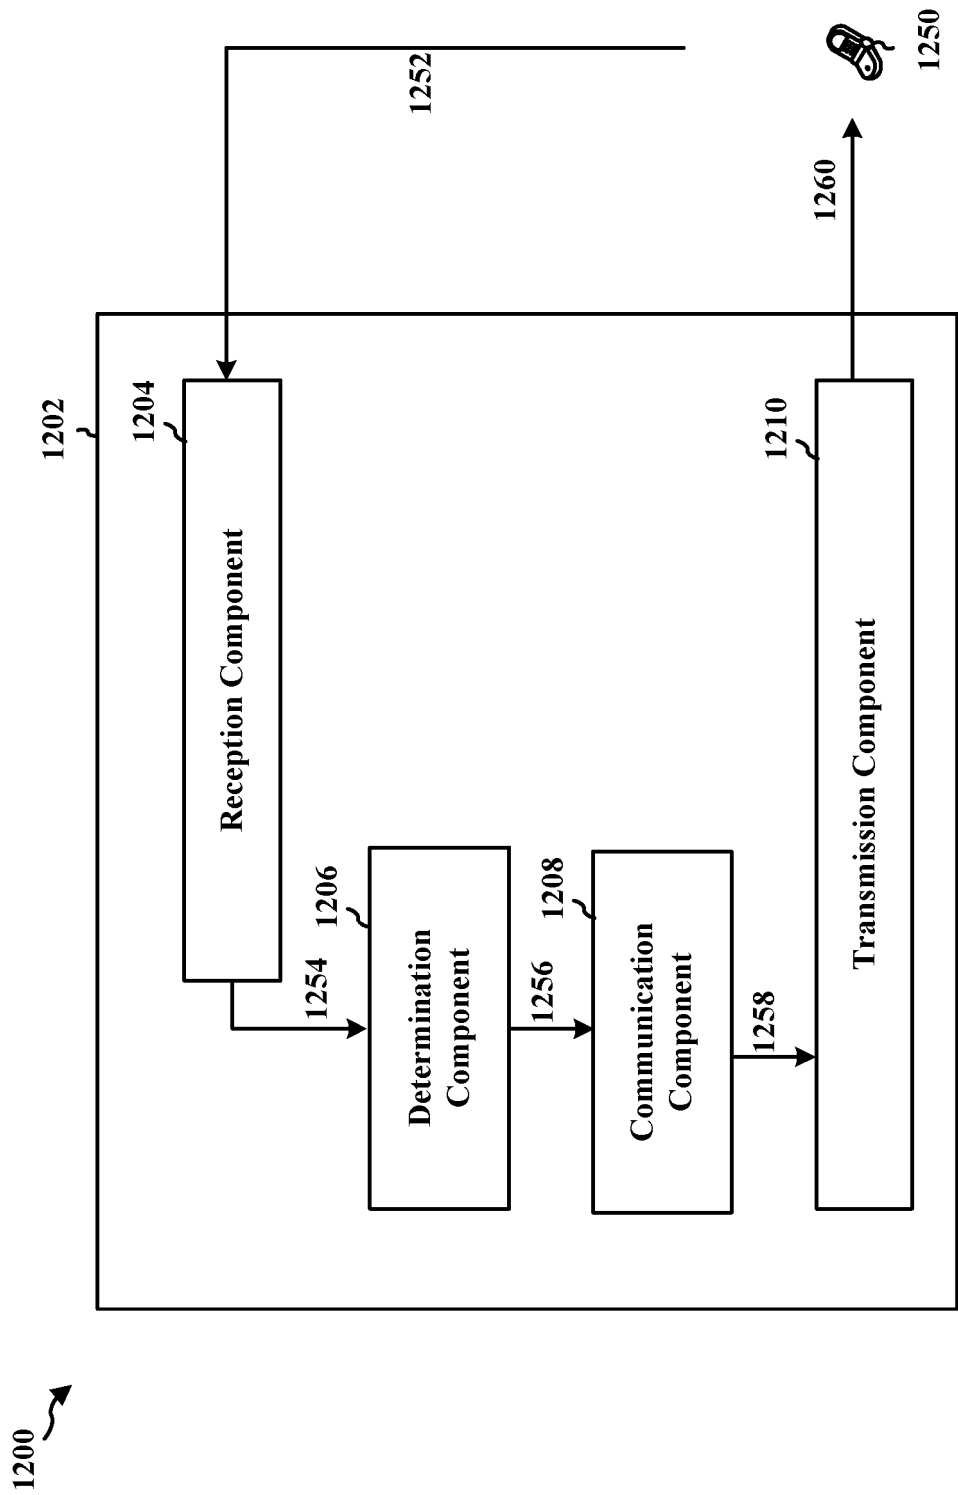 1200
1202
1204
Reception Component
1252
1254
1206
Determination
Component
1256
1208
Communication
Component
1258
1210
Transmission Component
1260
1250